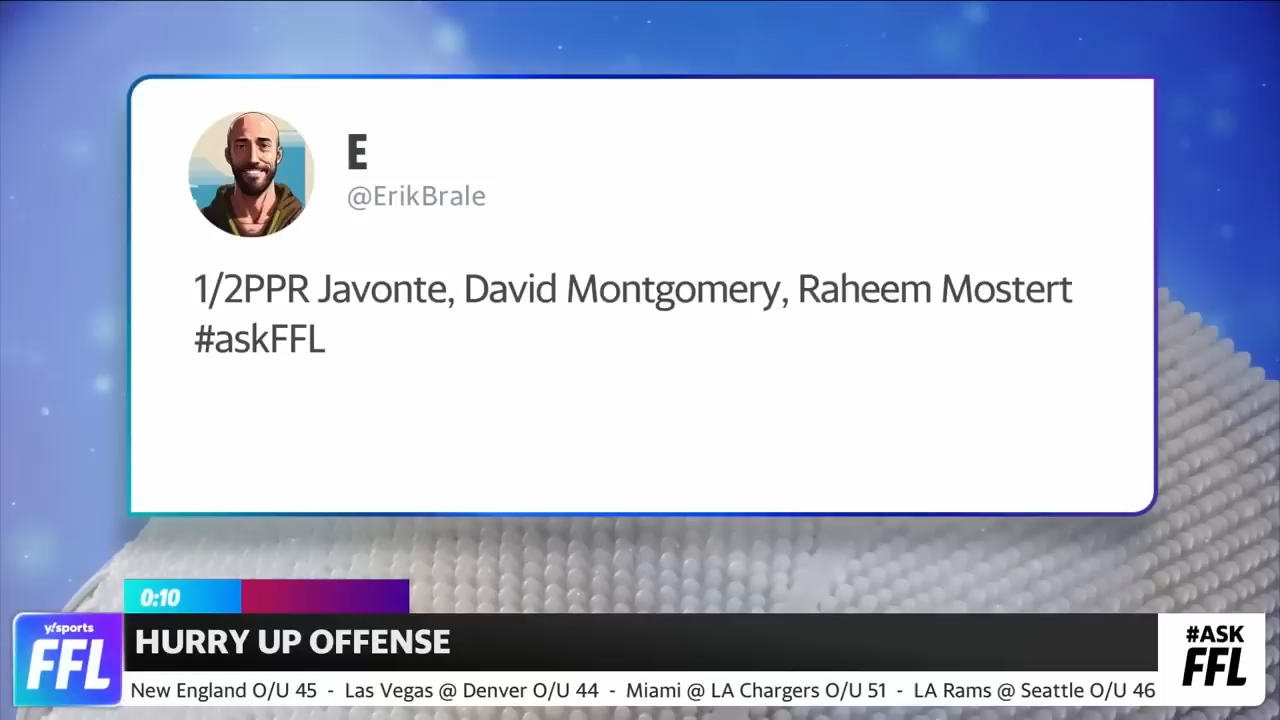 E
@ErikBrale
1/2PPR Javonte, David Montgomery, Raheem Mostert
#askFFL
0:10
y!sports
FFL
HURRY UP OFFENSE
#ASK
FFL
New England O/U 45 - Las Vegas @ Denver O/U 44 - Miami @ LA Chargers O/U 51 - LA Rams @ Seattle O/U 46